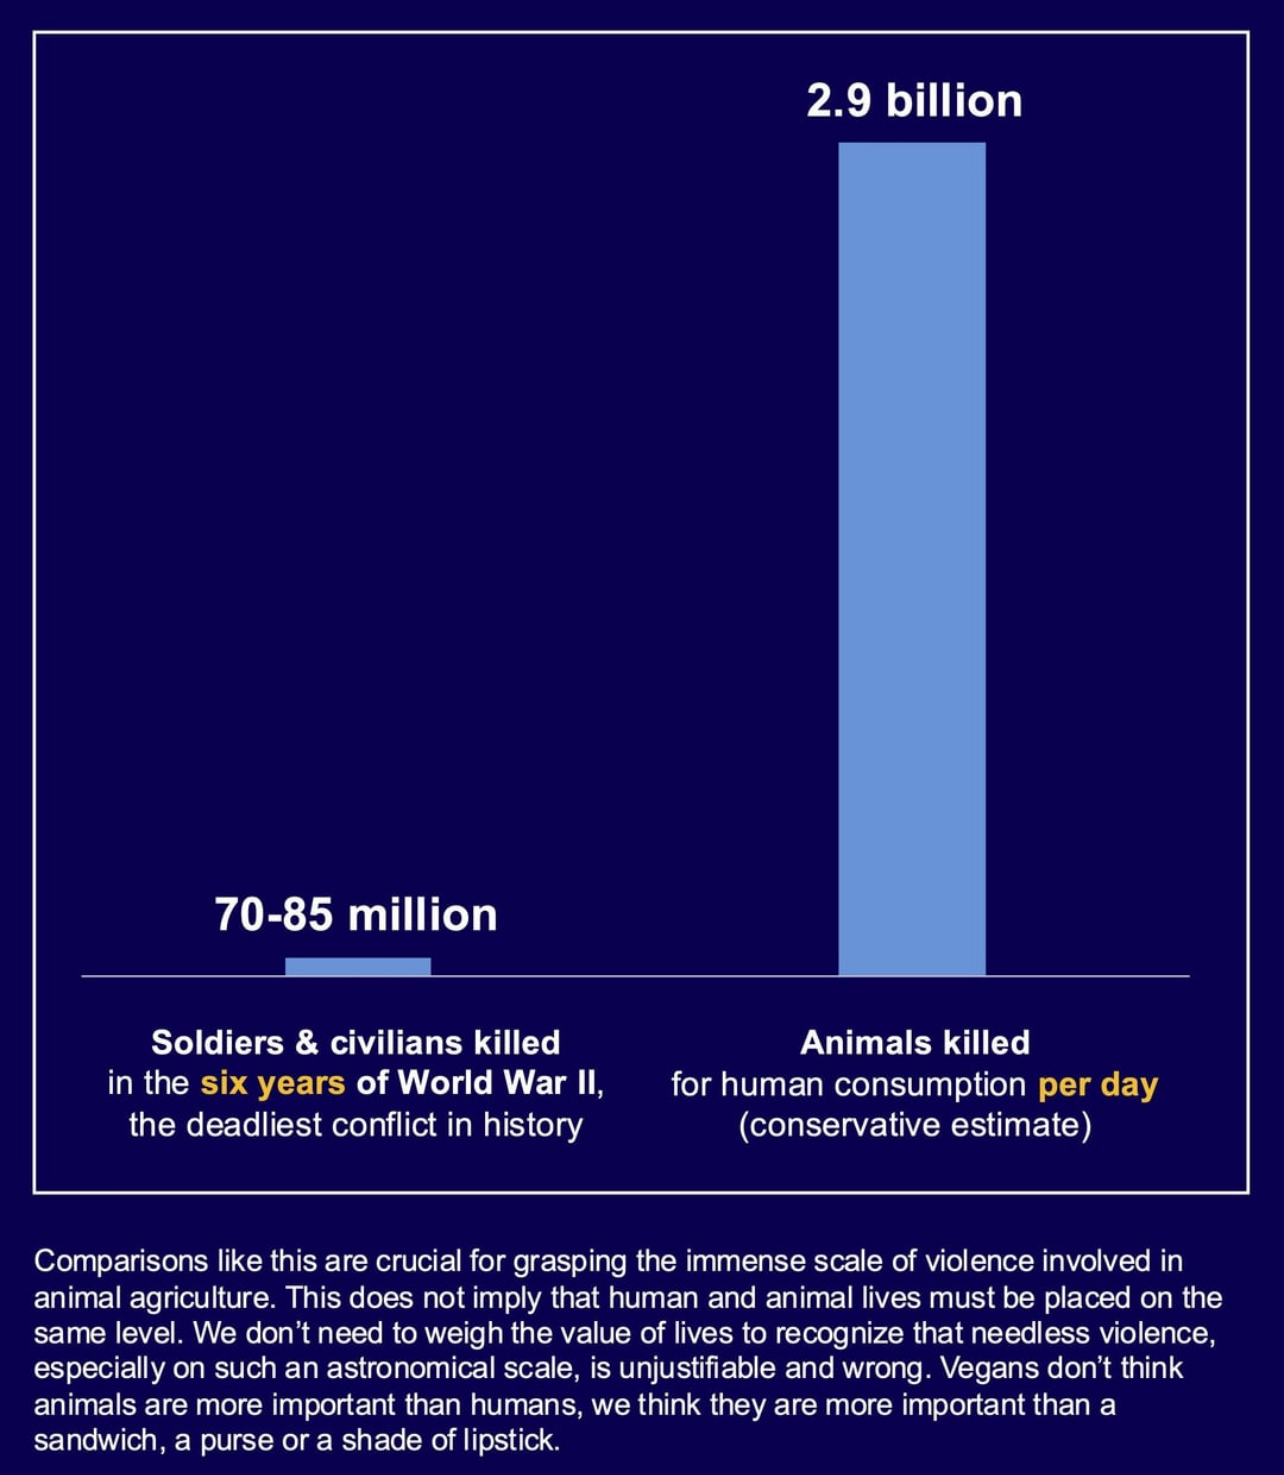 2.9 billion
70-85 million
Soldiers & civilians killed
in the six years of World War II,
the deadliest conflict in history
Animals killed
for human consumption per day
(conservative estimate)
Comparisons like this are crucial for grasping the immense scale of violence involved in
animal agriculture. This does not imply that human and animal lives must be placed on the
same level. We don’t need to weigh the value of lives to recognize that needless violence,
especially on such an astronomical scale, is unjustifiable and wrong. Vegans don’t think
animals are more important than humans, we think they are more important than a
sandwich, a purse or a shade of lipstick.